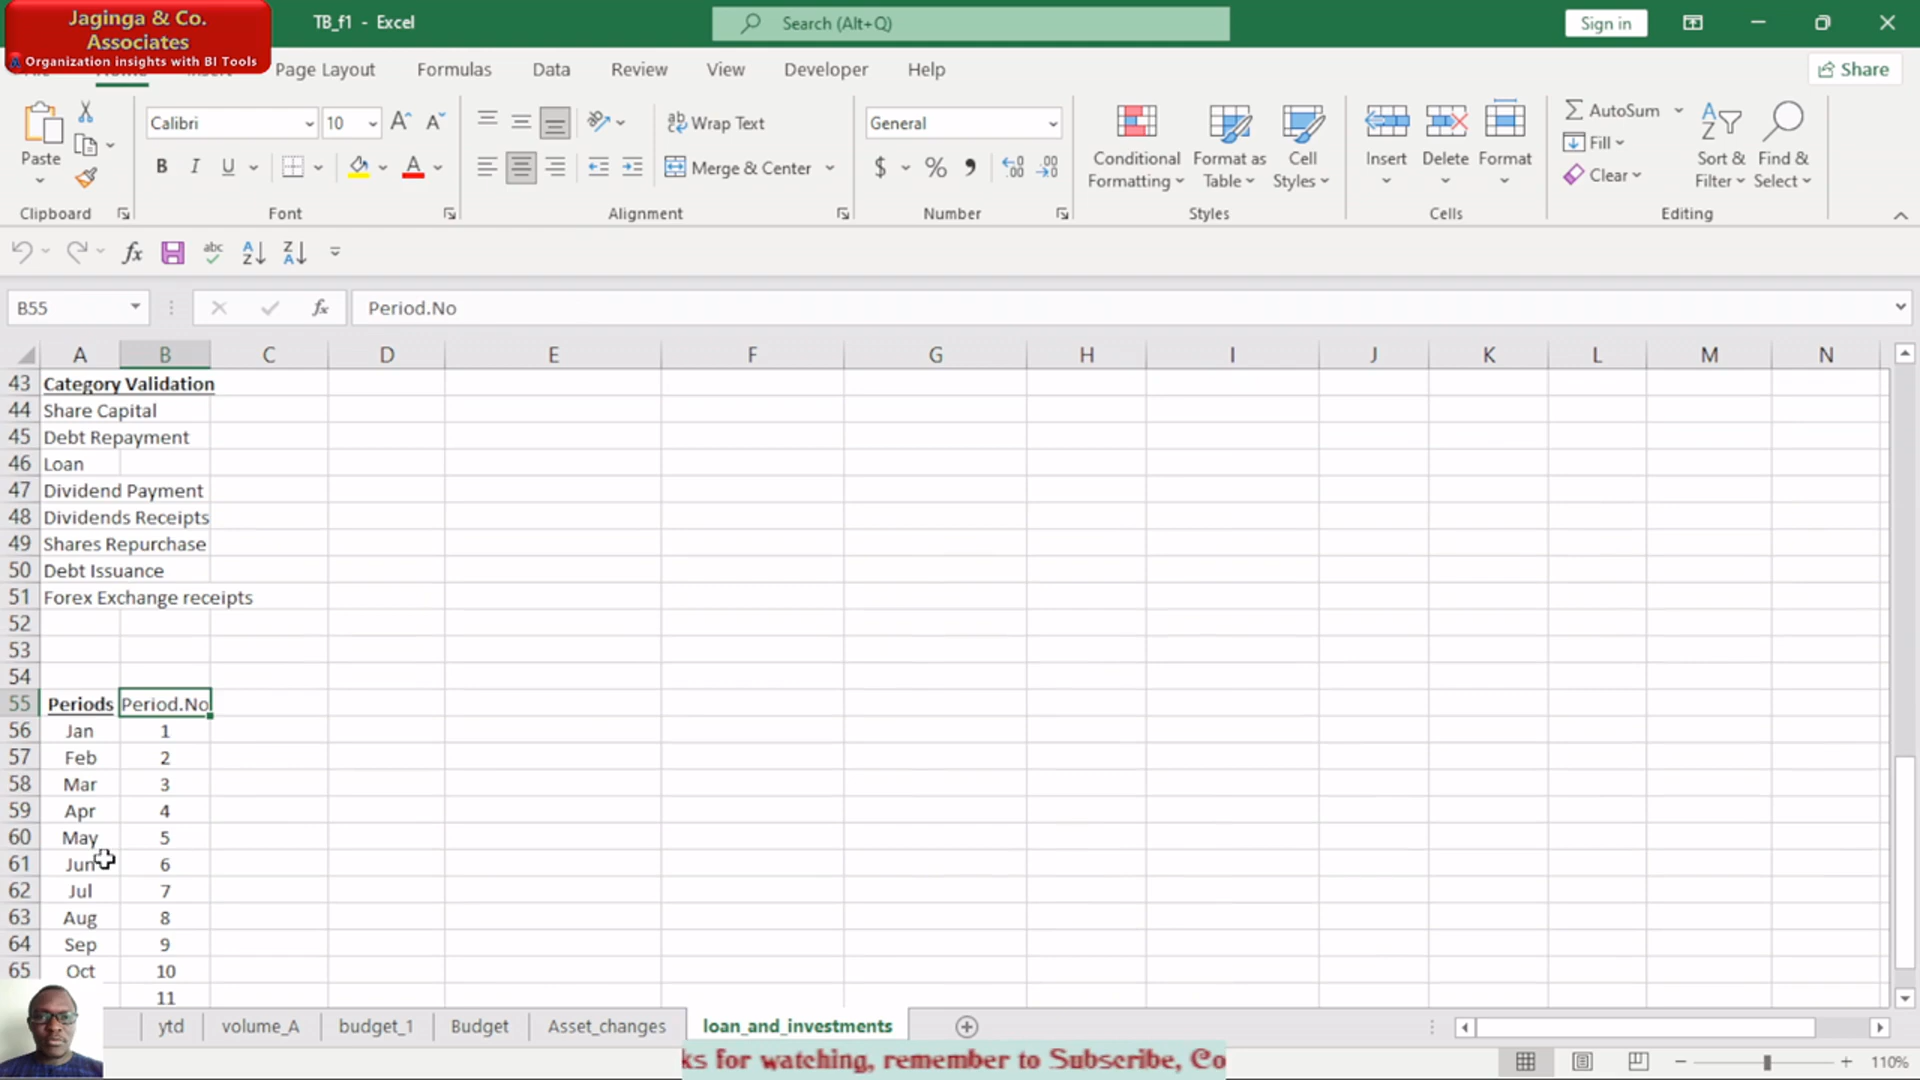 Jaginga & Co.
Associates
Organization insights with BI Tools
TB_f1 - Excel
Search (Alt+Q)
Sign in
Page Layout
Formulas
Data
Review
View
Developer
Help
Share
Paste
Calibri
10
B I U
Wrap Text
Merge & Center
General
$ %
Conditional
Formatting
Format as
Table
Cell
Styles
Insert
Delete
Format
AutoSum
Fill
Clear
Sort &
Filter
Find &
Select
Clipboard
Font
Alignment
Number
Styles
Cells
Editing
B55
fx
Period.No
A B C D E F G H I J K L M N
43 Category Validation
44 Share Capital
45 Debt Repayment
46 Loan
47 Dividend Payment
48 Dividends Receipts
49 Shares Repurchase
50 Debt Issuance
51 Forex Exchange receipts
52
53
54
55 Periods Period.No
56 Jan 1
57 Feb 2
58 Mar 3
59 Apr 4
60 May 5
61 Jun 6
62 Jul 7
63 Aug 8
64 Sep 9
65 Oct 10
11
ytd volume_A budget_1 Budget Asset_changes loan_and_investments
ks for watching, remember to Subscribe, Co
110%